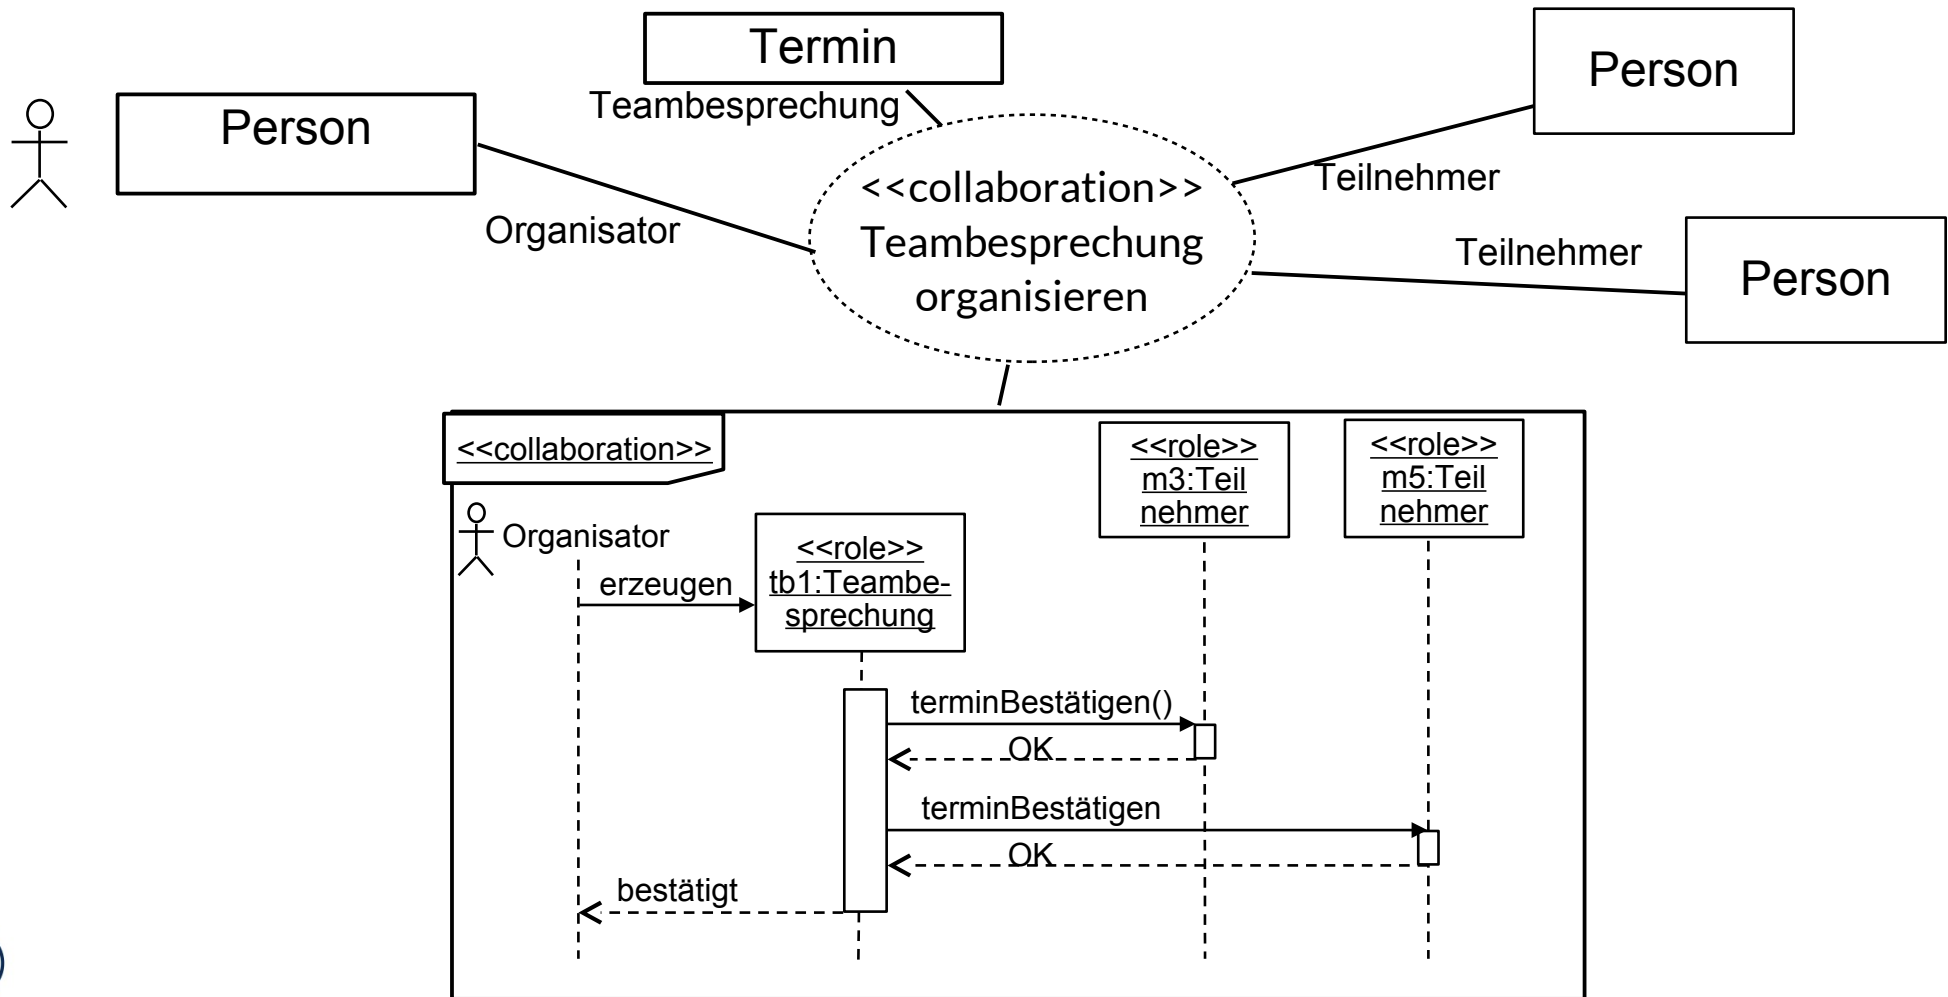 Termin
Person
Person
Teambesprechung
<<collaboration>>
Teambesprechung
organisieren
Teilnehmer
Organisator
Teilnehmer
Person
<<collaboration>>
<<role>>
m3:Teil
nehmer
<<role>>
m5:Teil
nehmer
Organisator
<<role>>
tb1:Teambe-
sprechung
erzeugen
terminBestätigen()
OK
terminBestätigen
OK
bestätigt